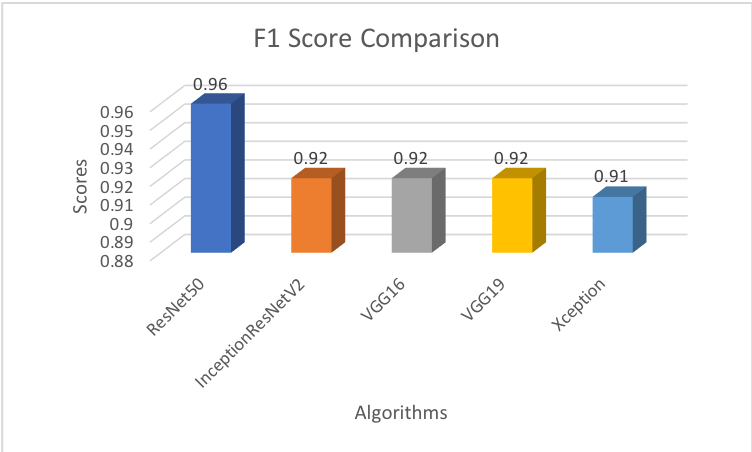 F1 Score Comparison
0.96
0.92
0.92
0.92
0.91
0.96
0.95
0.94
0.93
0.92
0.91
0.9
0.89
0.88
Scores
ResNet50
InceptionResNetV2
VGG16
VGG19
Xception
Algorithms